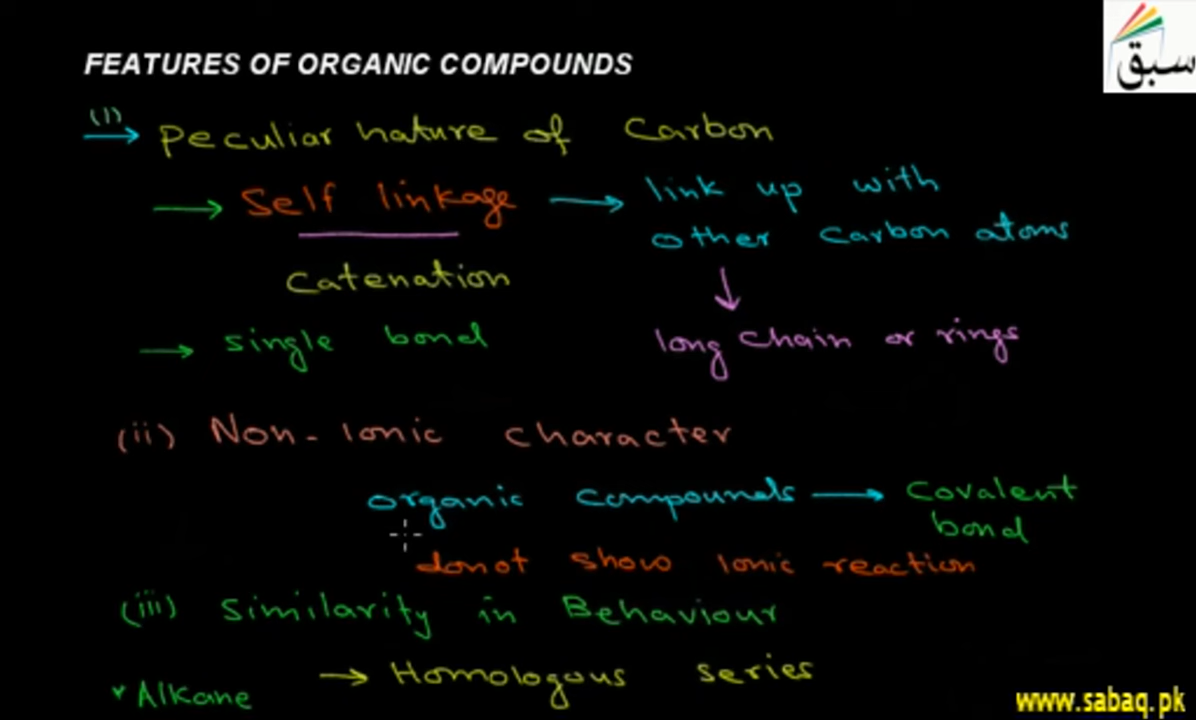 سبق
FEATURES OF ORGANIC COMPOUNDS
(1)
→ Peculiar nature of Carbon
→ Self linkage → link up with
other carbon atoms
Catenation
↓
→ single bond
long chain or rings
(ii) Non-Ionic character
organic compounds → Covalent
bond
donot show Ionic reaction
(iii) Similarity in Behaviour
→ Homologous series
* Alkane
www.sabaq.pk